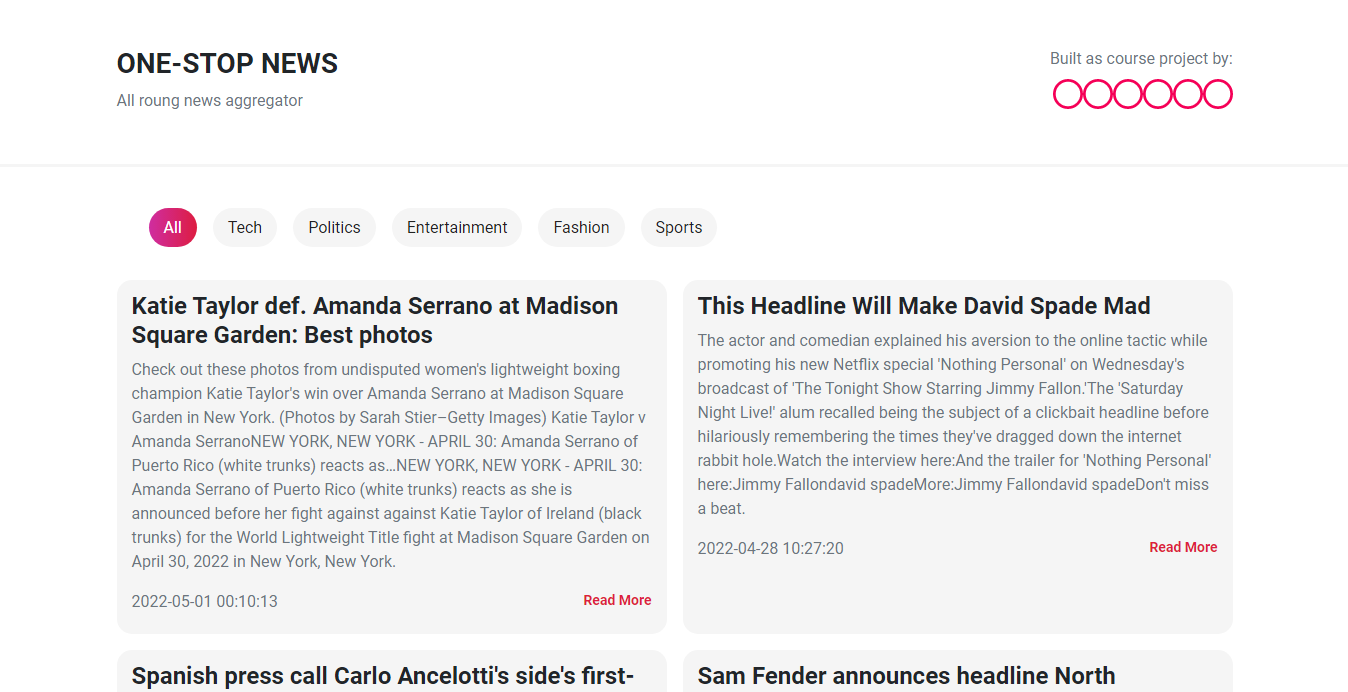 ONE-STOP NEWS
All roung news aggregator
Built as course project by:
All Tech Politics Entertainment Fashion Sports
Katie Taylor def. Amanda Serrano at Madison
Square Garden: Best photos
Check out these photos from undisputed women's lightweight boxing
champion Katie Taylor's win over Amanda Serrano at Madison Square
Garden in New York. (Photos by Sarah Stier–Getty Images) Katie Taylor v
Amanda SerranoNEW YORK, NEW YORK - APRIL 30: Amanda Serrano of
Puerto Rico (white trunks) reacts as…NEW YORK, NEW YORK - APRIL 30:
Amanda Serrano of Puerto Rico (white trunks) reacts as she is
announced before her fight against against Katie Taylor of Ireland (black
trunks) for the World Lightweight Title fight at Madison Square Garden on
April 30, 2022 in New York, New York.
2022-05-01 00:10:13
Read More
This Headline Will Make David Spade Mad
The actor and comedian explained his aversion to the online tactic while
promoting his new Netflix special 'Nothing Personal' on Wednesday's
broadcast of 'The Tonight Show Starring Jimmy Fallon.'The 'Saturday
Night Live!' alum recalled being the subject of a clickbait headline before
hilariously remembering the times they've dragged down the internet
rabbit hole.Watch the interview here:And the trailer for 'Nothing Personal'
here:Jimmy Fallondavid spadeMore:Jimmy Fallondavid spadeDon't miss
a beat.
2022-04-28 10:27:20
Read More
Spanish press call Carlo Ancelotti's side's first-
Sam Fender announces headline North